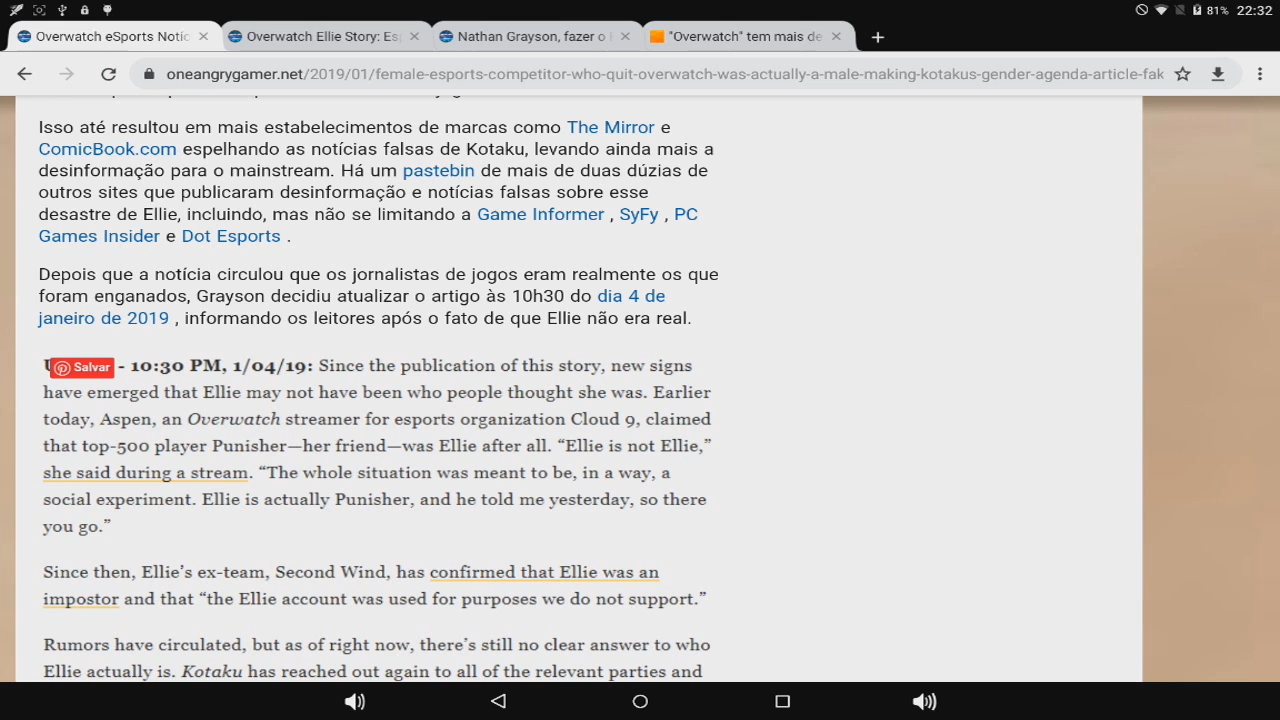 81% 22:32
Overwatch eSports Notíc
Overwatch Ellie Story: Es
Nathan Grayson, fazer o
"Overwatch" tem mais de
oneangrygamer.net/2019/01/female-esports-competitor-who-quit-overwatch-was-actually-a-male-making-kotakus-gender-agenda-article-fak
Isso até resultou em mais estabelecimentos de marcas como The Mirror e
ComicBook.com espelhando as notícias falsas de Kotaku, levando ainda mais a
desinformação para o mainstream. Há um pastebin de mais de duas dúzias de
outros sites que publicaram desinformação e notícias falsas sobre esse
desastre de Ellie, incluindo, mas não se limitando a Game Informer , SyFy , PC
Games Insider e Dot Esports .
Depois que a notícia circulou que os jornalistas de jogos eram realmente os que
foram enganados, Grayson decidiu atualizar o artigo às 10h30 do dia 4 de
janeiro de 2019 , informando os leitores após o fato de que Ellie não era real.
Salvar - 10:30 PM, 1/04/19: Since the publication of this story, new signs
have emerged that Ellie may not have been who people thought she was. Earlier
today, Aspen, an Overwatch streamer for esports organization Cloud 9, claimed
that top-500 player Punisher—her friend—was Ellie after all. “Ellie is not Ellie,”
she said during a stream. “The whole situation was meant to be, in a way, a
social experiment. Ellie is actually Punisher, and he told me yesterday, so there
you go.”
Since then, Ellie’s ex-team, Second Wind, has confirmed that Ellie was an
impostor and that “the Ellie account was used for purposes we do not support.”
Rumors have circulated, but as of right now, there’s still no clear answer to who
Ellie actually is. Kotaku has reached out again to all of the relevant parties and